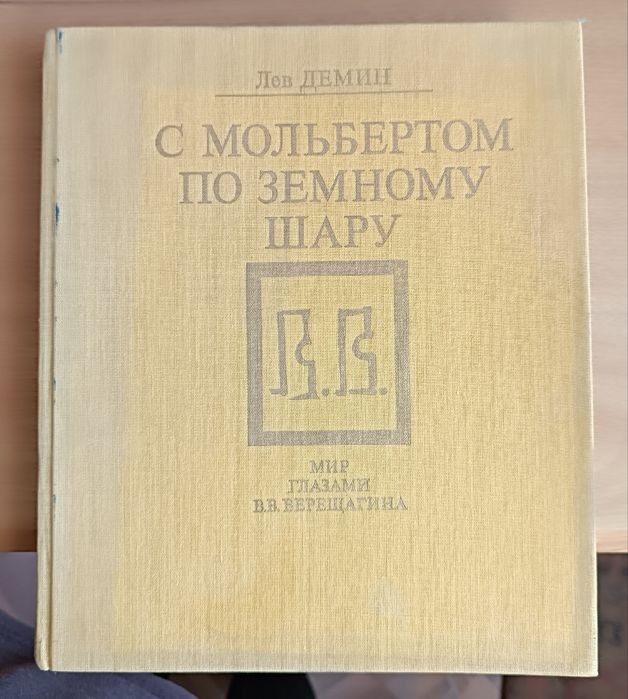 Лев ДЕМИН
С МОЛЬБЕРТОМ
ПО ЗЕМНОМУ
ШАРУ
В.В.
МИР
ГЛАЗАМИ
В.В. ВЕРЕЩАГИНА